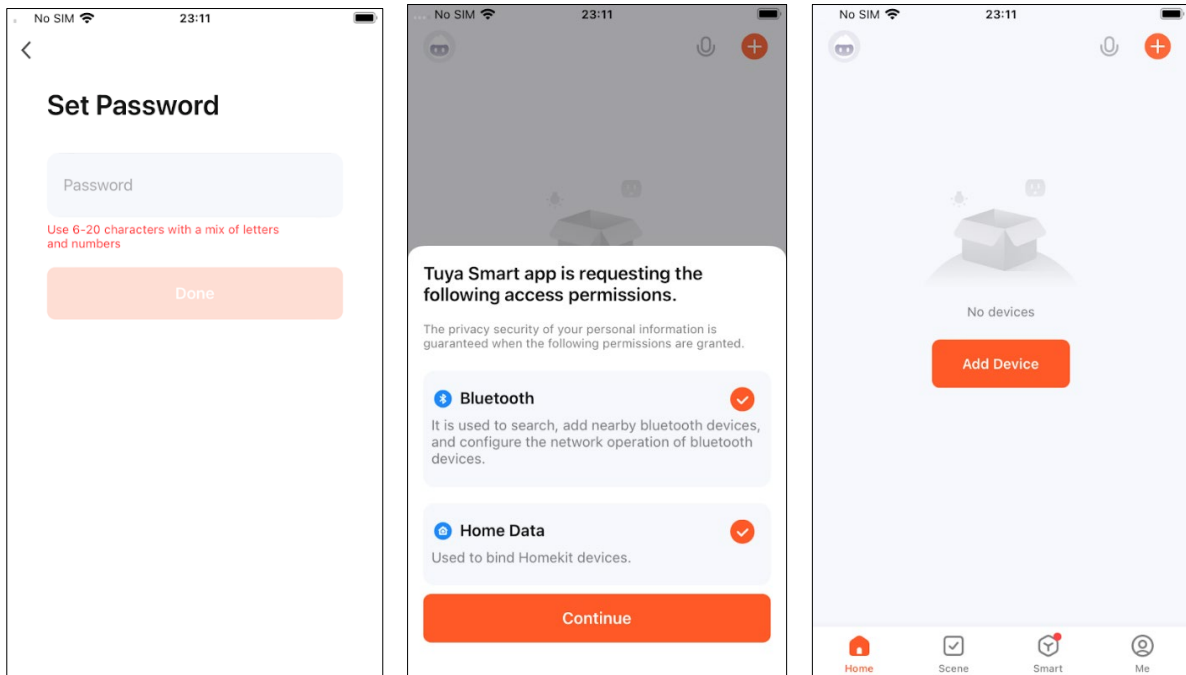 No SIM
23:11
Set Password
Password
Use 6-20 characters with a mix of letters
and numbers
Done
No SIM
23:11
Tuya Smart app is requesting the
following access permissions.
The privacy security of your personal information is
guaranteed when the following permissions are granted.
Bluetooth
It is used to search, add nearby bluetooth devices,
and configure the network operation of bluetooth
devices.
Home Data
Used to bind Homekit devices.
Continue
No SIM
23:11
No devices
Add Device
Home
Scene
Smart
Me